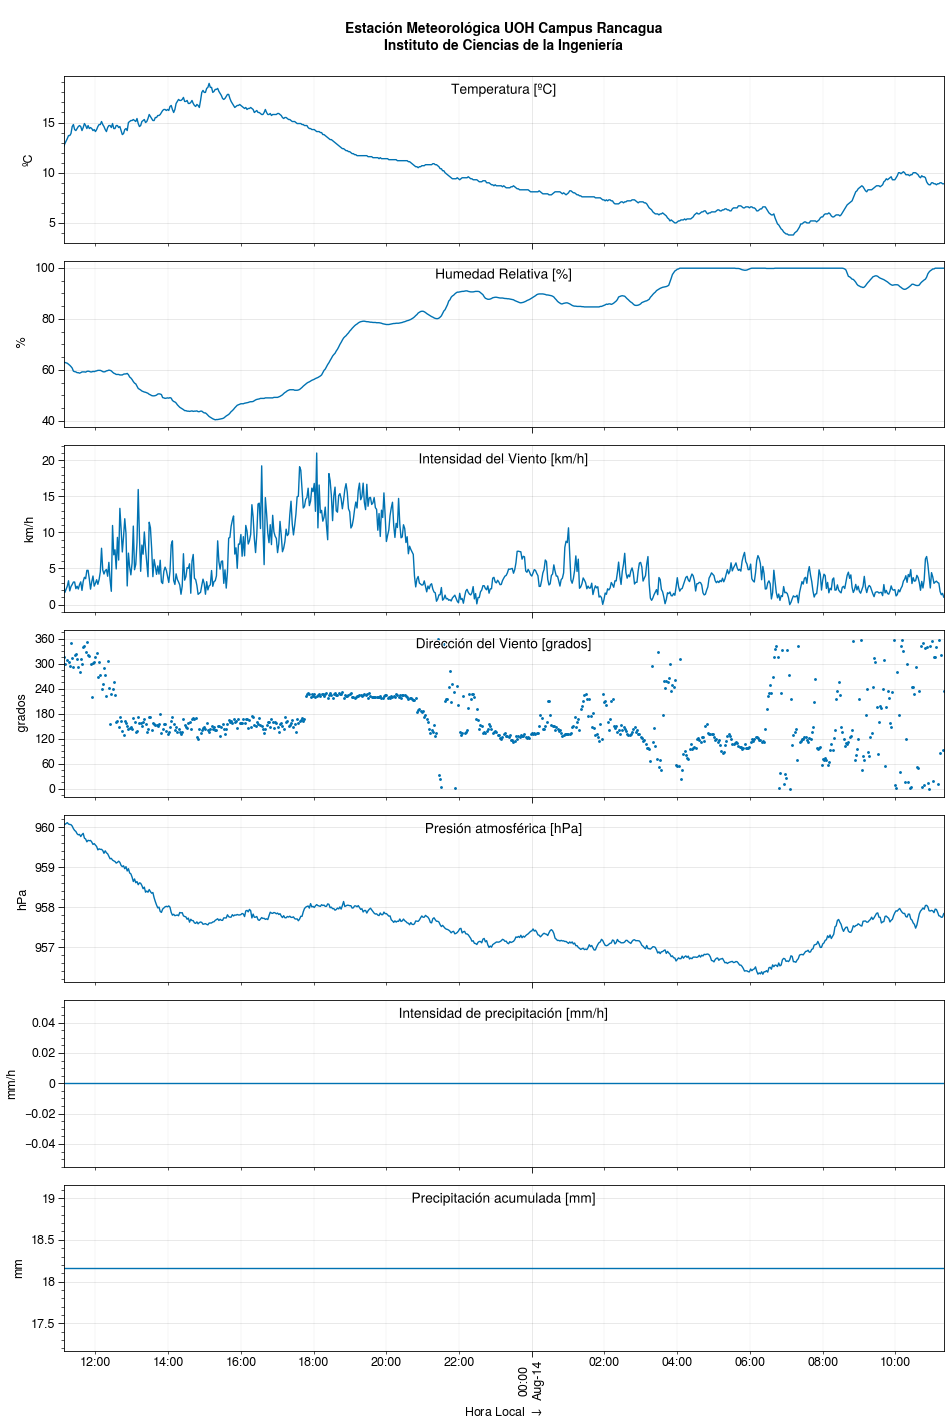 Estación Meteorológica UOH Campus Rancagua
Instituto de Ciencias de la Ingeniería
Temperatura [ºC]
ºC
15
10
5
Humedad Relativa [%]
%
100
80
60
40
Intensidad del Viento [km/h]
km/h
20
15
10
5
0
Dirección del Viento [grados]
grados
360
300
240
180
120
60
0
Presión atmosférica [hPa]
hPa
960
959
958
957
Intensidad de precipitación [mm/h]
mm/h
0.04
0.02
0
−0.02
−0.04
Precipitación acumulada [mm]
mm
19
18.5
18
17.5
12:00 14:00 16:00 18:00 20:00 22:00 00:00 02:00 04:00 06:00 08:00 10:00
Aug-14
Hora Local →